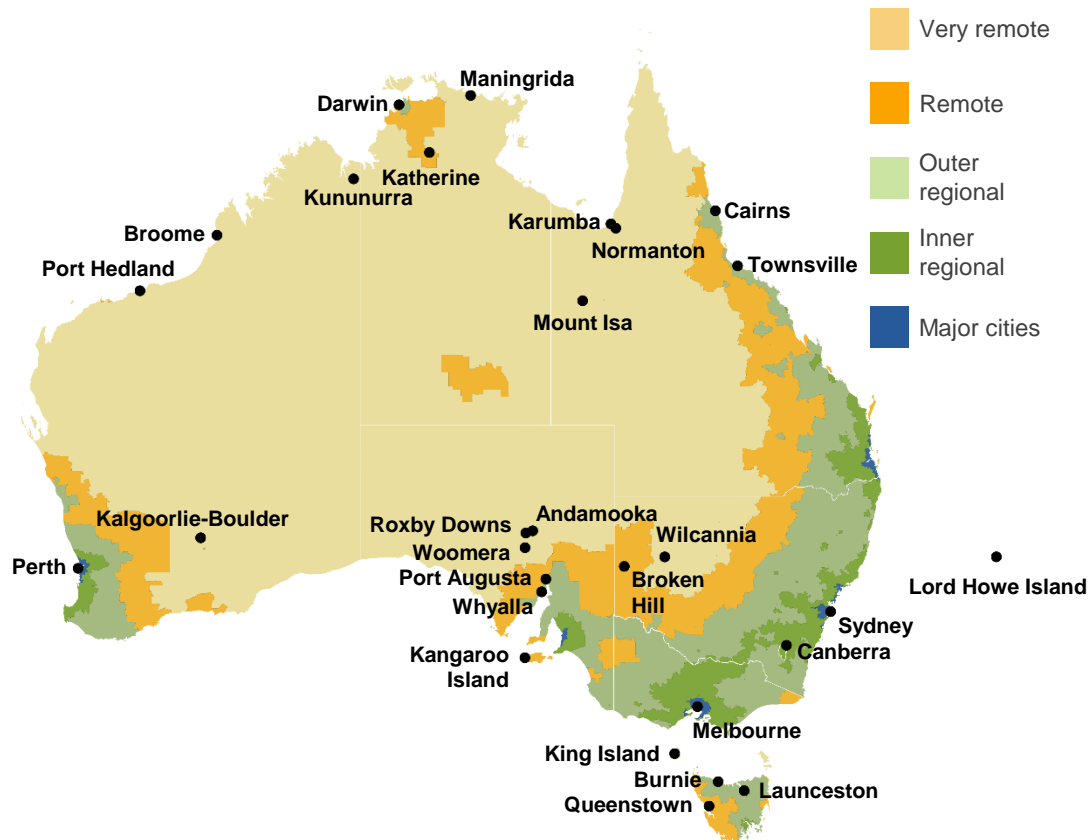 Very remote
Maningrida
Darwin
Remote
Katherine
Outer
regional
Kununurra
Cairns
Karumba
Broome
Normanton
Inner
regional
Port Hedland
Townsville
Mount Isa
Major cities
Kalgoorlie-Boulder
Andamooka
Roxby Downs
Wilcannia
Woomera
Perth
Port Augusta
Broken
Hill
Lord Howe Island
Whyalla
Sydney
Kangaroo
Island
Canberra
Melbourne
King Island
Burnie
Launceston
Queenstown